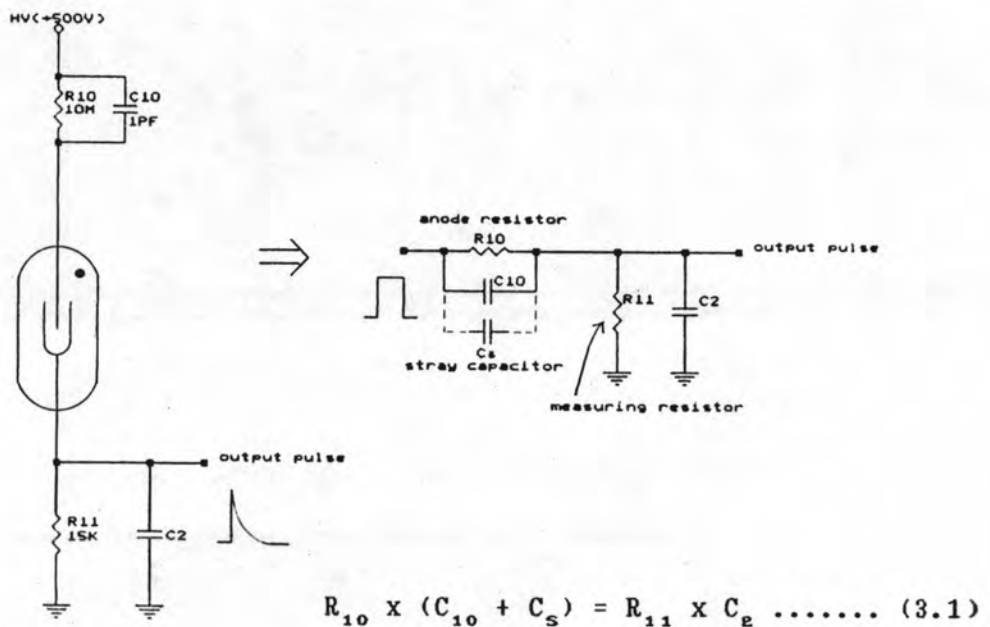 HV(+500V)
R10
10M
C10
1PF
anode resistor
R10
output pulse
C10
Cs
stray capacitor
R11
C2
measuring resistor
output pulse
R11
15K
C2
R₁₀ x (C₁₀ + Cₛ) = R₁₁ x C₂ ....... (3.1)